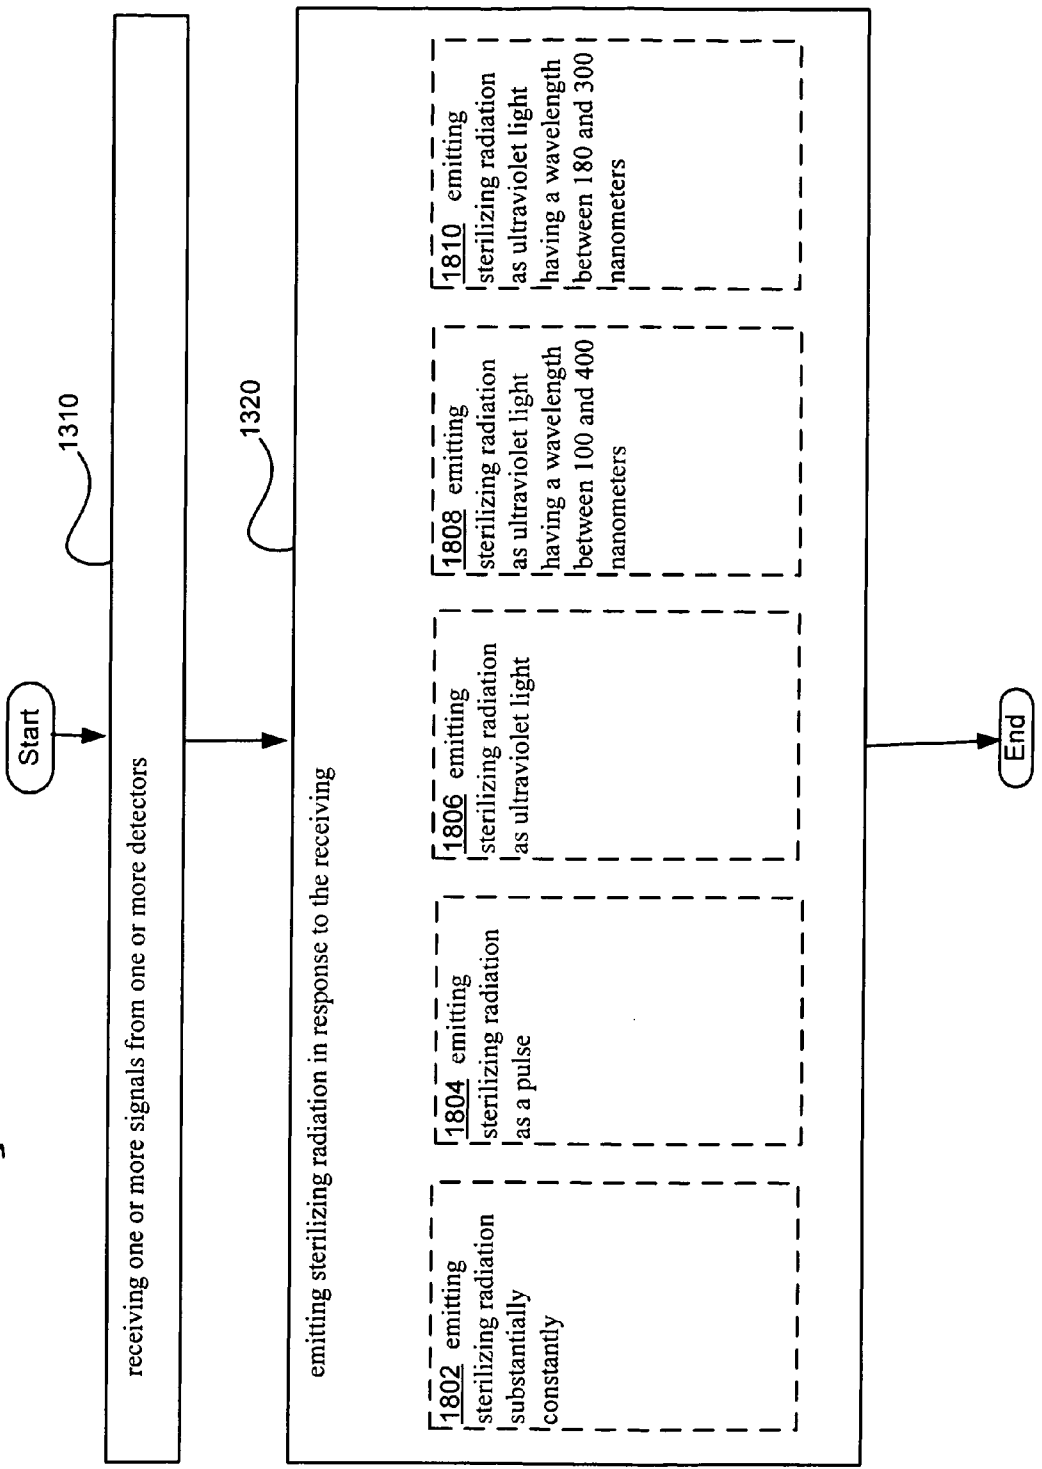 Start
1310
receiving one or more signals from one or more detectors
1320
emitting sterilizing radiation in response to the receiving
1802 emitting
sterilizing radiation
substantially
constantly
1804 emitting
sterilizing radiation
as a pulse
1806 emitting
sterilizing radiation
as ultraviolet light
1808 emitting
sterilizing radiation
as ultraviolet light
having a wavelength
between 100 and 400
nanometers
1810 emitting
sterilizing radiation
as ultraviolet light
having a wavelength
between 180 and 300
nanometers
End